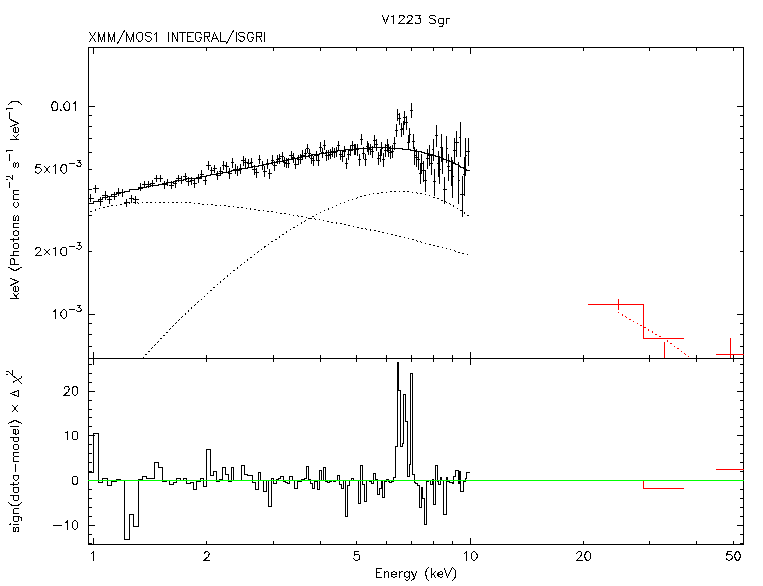 V1223 Sgr
XMM/MOS1 INTEGRAL/ISGRI
keV (Photons cm⁻² s⁻¹ keV⁻¹)
0.01
5×10⁻³
2×10⁻³
10⁻³
sign(data−model) × Δ χ²
20
10
0
−10
1 2 5 10 20 50
Energy (keV)